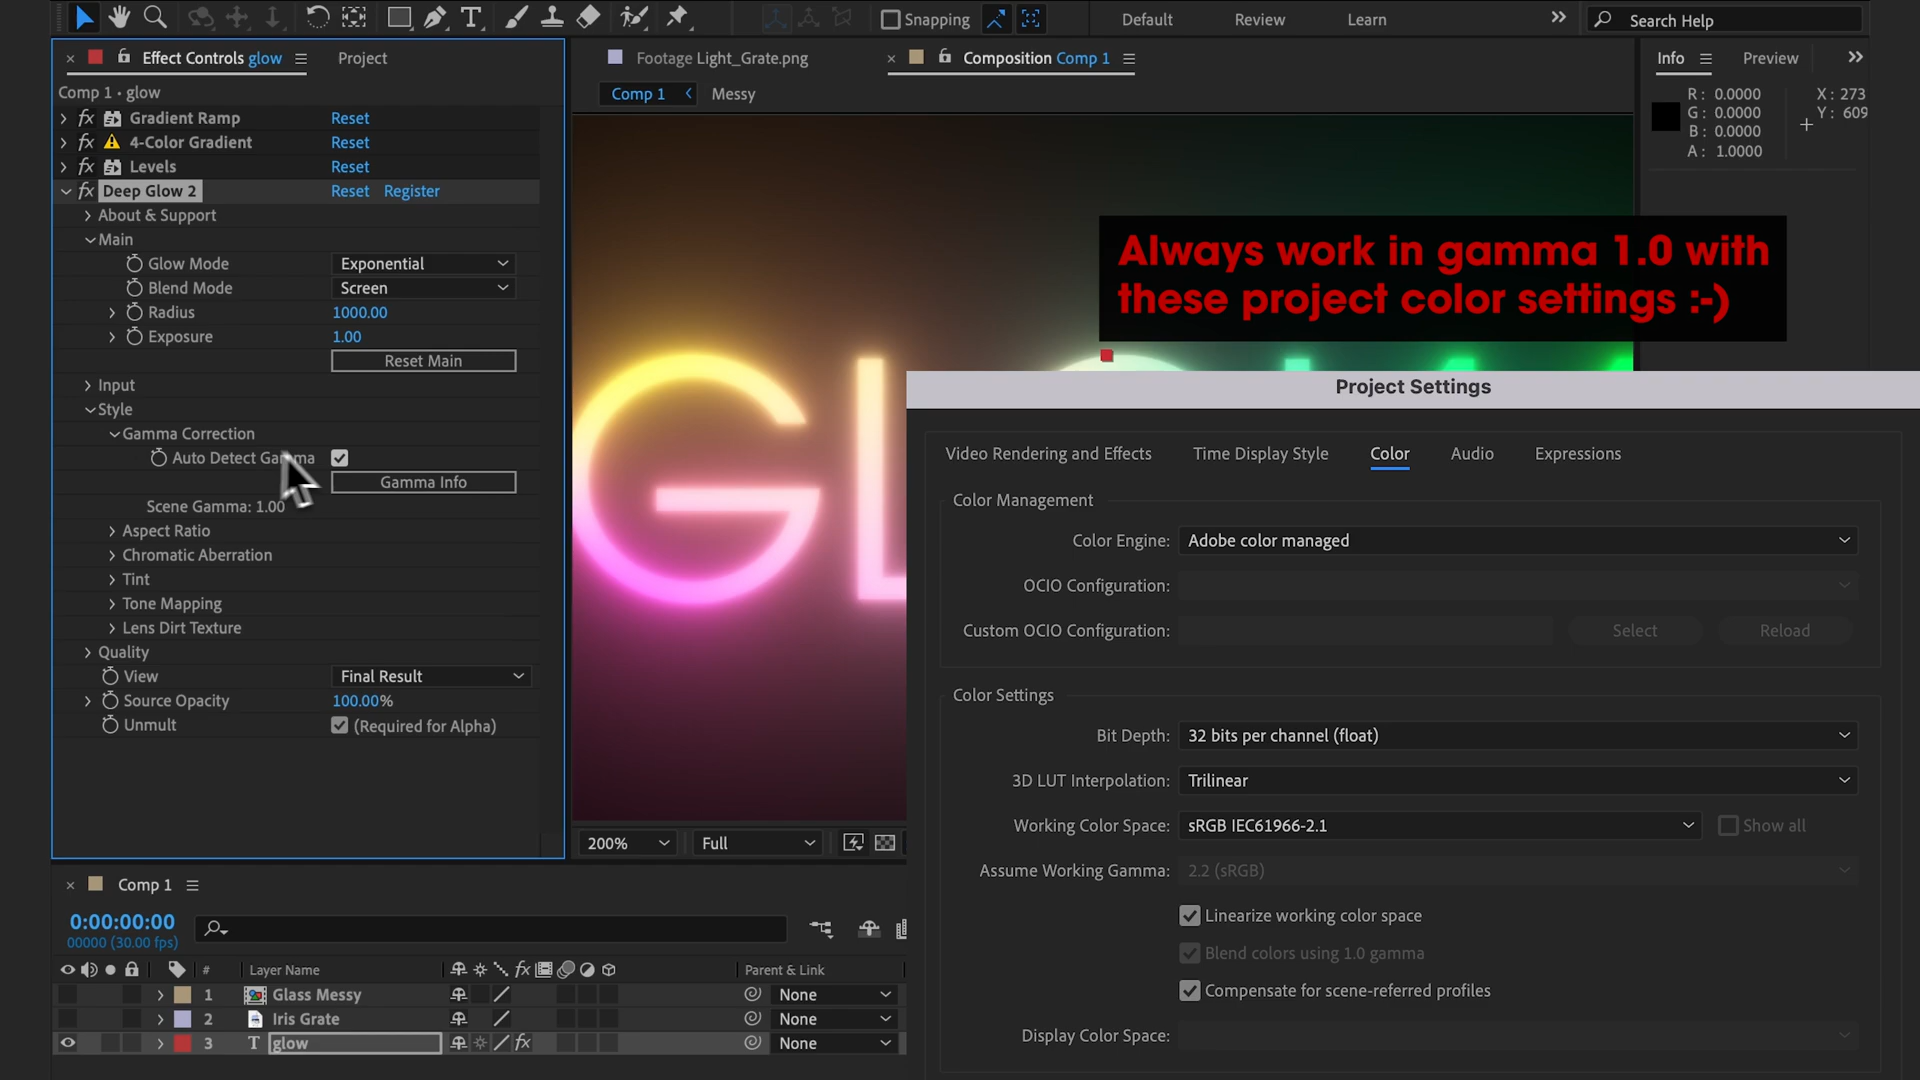 Snapping
Default
Review
Learn
Search Help
Effect Controls glow
Project
Footage Light_Grate.png
Composition Comp 1
Info
Preview
Comp 1 • glow
Comp 1
Messy
R : 0.0000
G : 0.0000
B : 0.0000
A : 1.0000
X : 273
Y : 609
fx Gradient Ramp Reset
fx 4-Color Gradient Reset
fx Levels Reset
fx Deep Glow 2 Reset Register
About & Support
Main
Glow Mode Exponential
Blend Mode Screen
Radius 1000.00
Exposure 1.00
Reset Main
Input
Style
Gamma Correction
Auto Detect Gamma
Gamma Info
Scene Gamma: 1.00
Aspect Ratio
Chromatic Aberration
Tint
Tone Mapping
Lens Dirt Texture
Quality
View Final Result
Source Opacity 100.00%
Unmult (Required for Alpha)
Always work in gamma 1.0 with
these project color settings :-)
Project Settings
Video Rendering and Effects
Time Display Style
Color
Audio
Expressions
Color Management
Color Engine: Adobe color managed
OCIO Configuration:
Custom OCIO Configuration: Select Reload
Color Settings
Bit Depth: 32 bits per channel (float)
3D LUT Interpolation: Trilinear
Working Color Space: sRGB IEC61966-2.1 Show all
Assume Working Gamma: 2.2 (sRGB)
Linearize working color space
Blend colors using 1.0 gamma
Compensate for scene-referred profiles
Display Color Space:
200%
Full
Comp 1
0:00:00:00
00000 (30.00 fps)
# Layer Name fx Parent & Link
1 Glass Messy None
2 Iris Grate None
3 T glow fx None